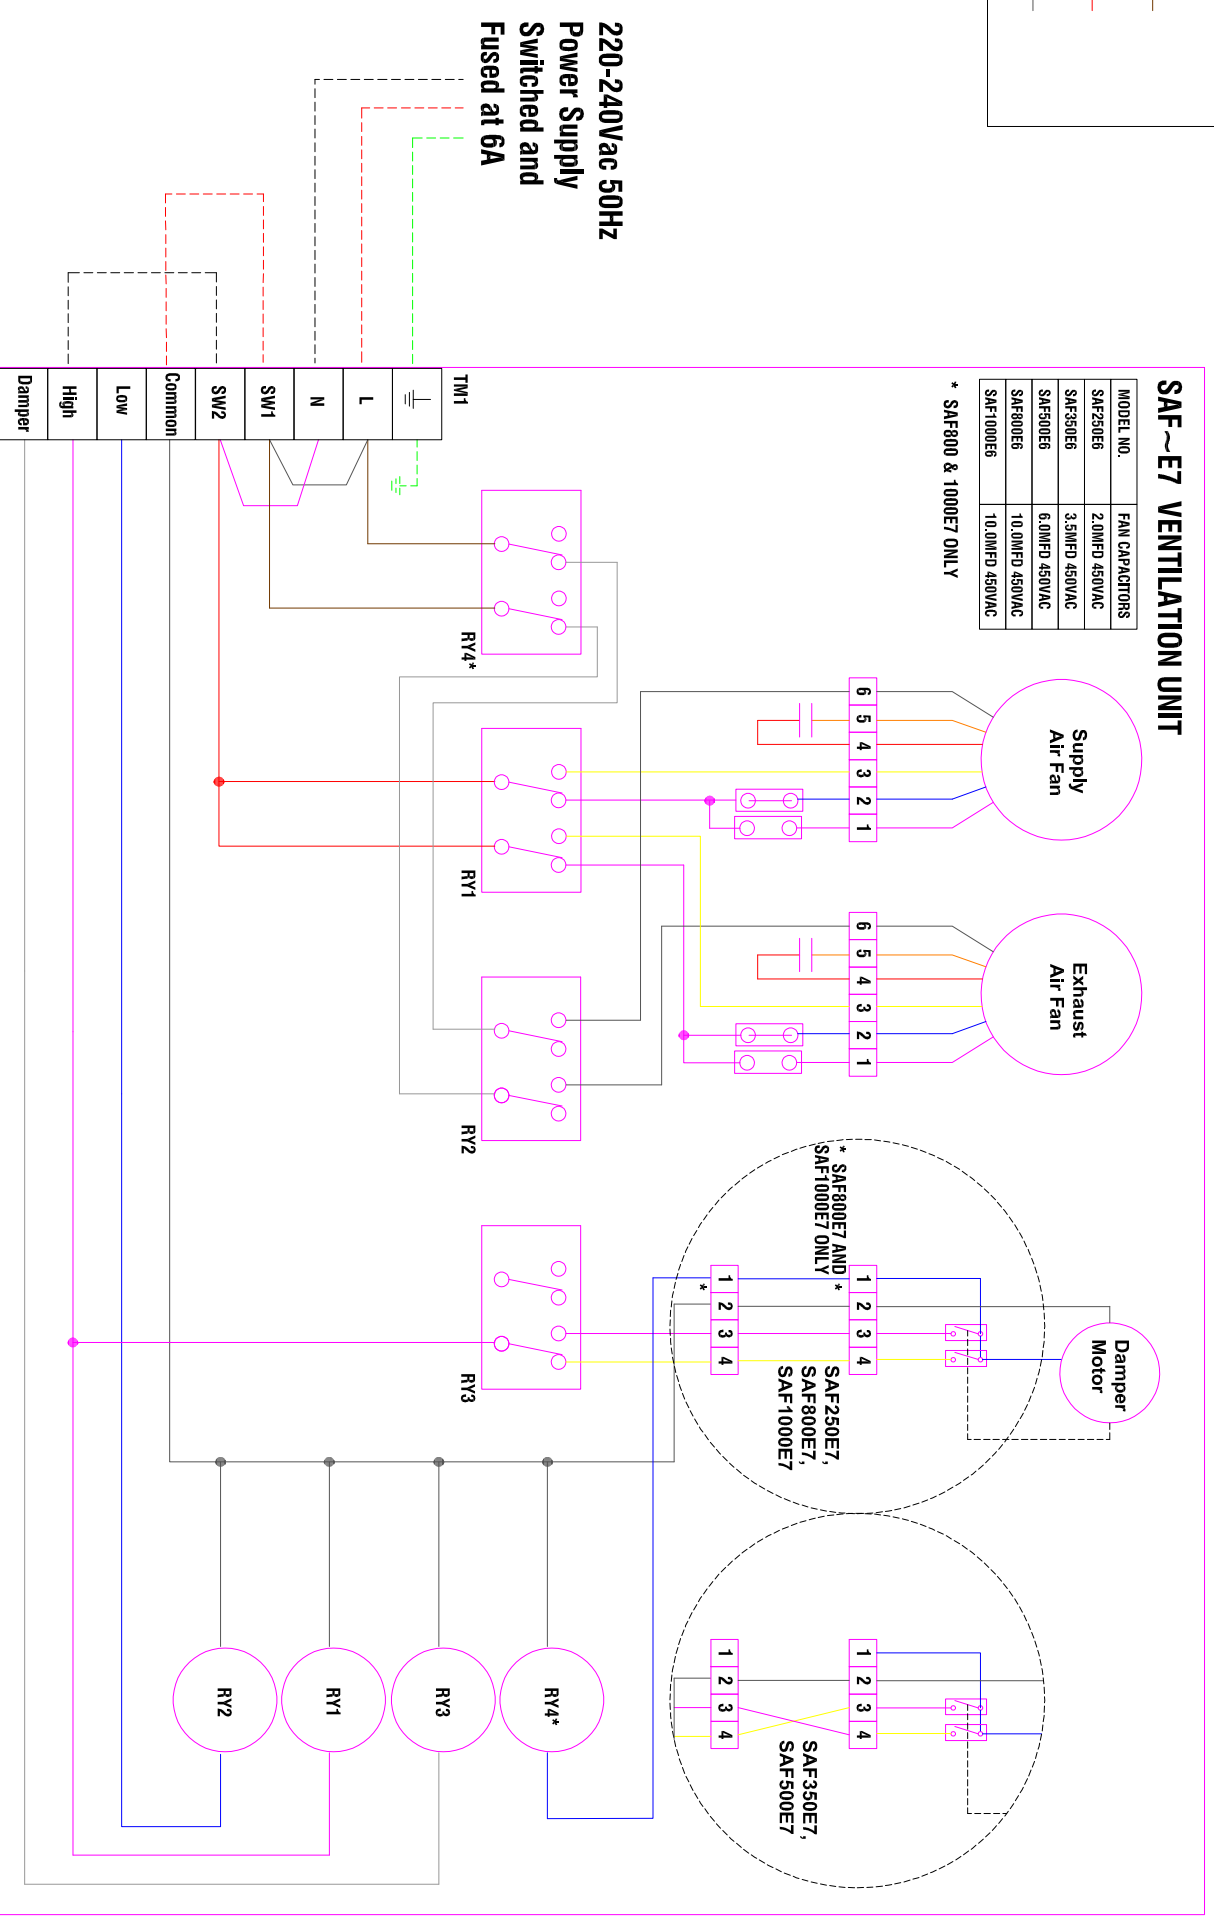 220-240Vac 50Hz
Power Supply
Switched and
Fused at 6A
SAF~E7 VENTILATION UNIT
MODEL NO. FAN CAPACITORS
SAF250E6 2.0MFD 450VAC
SAF350E6 3.5MFD 450VAC
SAF500E6 6.0MFD 450VAC
SAF800E6 10.0MFD 450VAC
SAF1000E6 10.0MFD 450VAC
* SAF800 & 1000E7 ONLY
TM1
L
N
SW1
SW2
Common
Low
High
Damper
RY4*
RY1
RY2
RY3
Supply
Air Fan
6 5 4 3 2 1
Exhaust
Air Fan
6 5 4 3 2 1
* SAF800E7 AND
SAF1000E7 ONLY
*
1 2 3 4
*
1 2 3 4
Damper
Motor
SAF250E7,
SAF800E7,
SAF1000E7
1 2 3 4
1 2 3 4
SAF350E7,
SAF500E7
RY4*
RY3
RY1
RY2